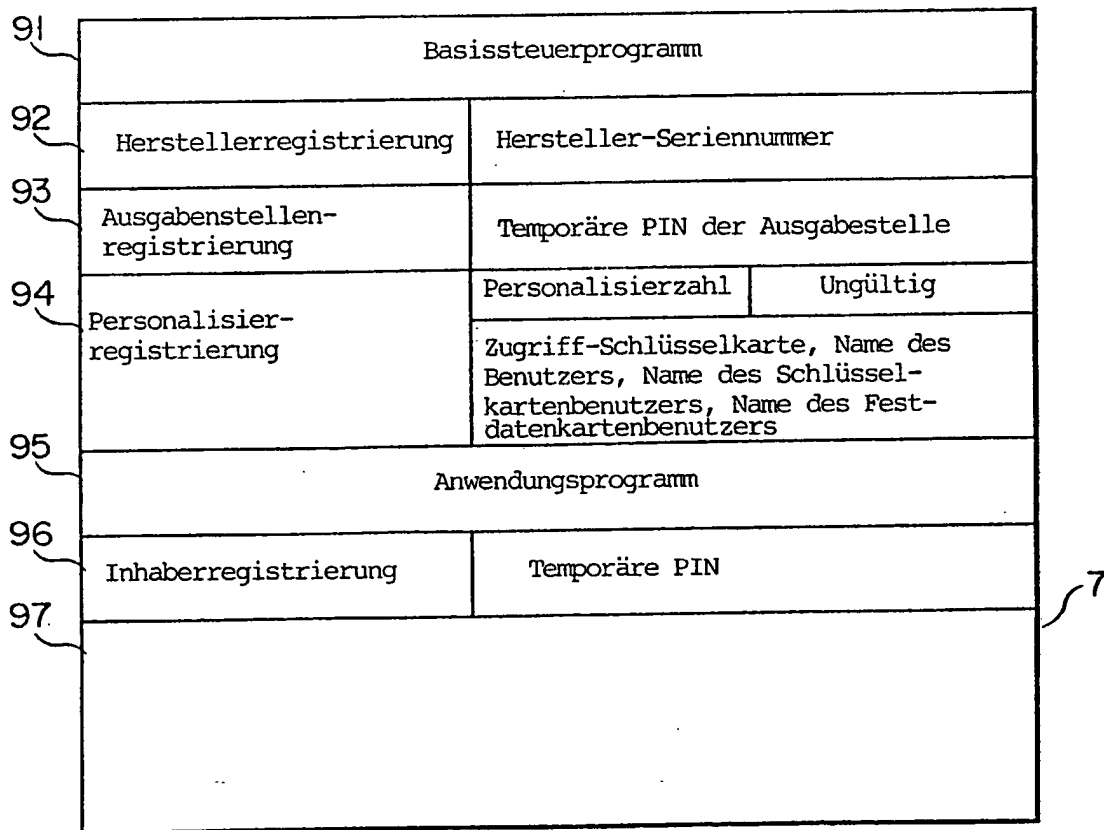 91
Basissteuerprogramm
92
Herstellerregistrierung
Hersteller-Seriennummer
93
Ausgabenstellen-
registrierung
Temporäre PIN der Ausgabestelle
94
Personalisier-
registrierung
Personalisierzahl
Ungültig
Zugriff-Schlüsselkarte, Name des
Benutzers, Name des Schlüssel-
kartenbenutzers, Name des Fest-
datenkartenbenutzers
95
Anwendungsprogramm
96
Inhaberregistrierung
Temporäre PIN
97
7